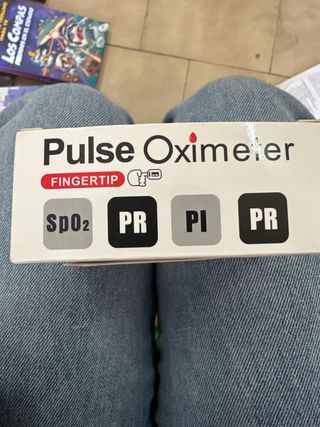 LOS COMPAS
Pulse Oximeter
FINGERTIP
SpO₂ PR PI PR